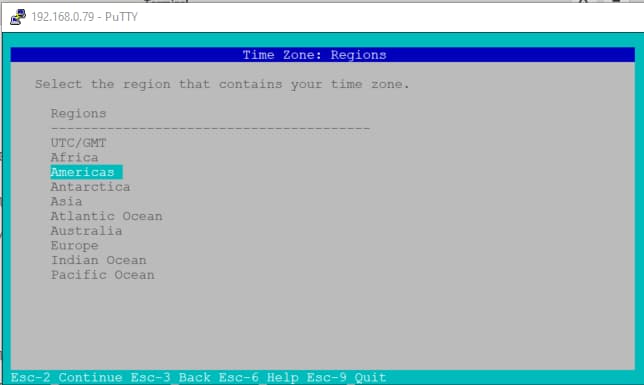 192.168.0.79 - PuTTY
Time Zone: Regions
Select the region that contains your time zone.
Regions
----------------------------------------
UTC/GMT
Africa
Americas
Antarctica
Asia
Atlantic Ocean
Australia
Europe
Indian Ocean
Pacific Ocean
Esc-2_Continue Esc-3_Back Esc-6_Help Esc-9_Quit